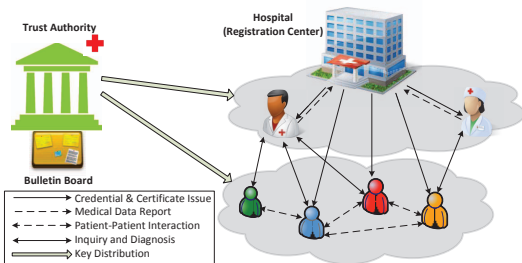 Trust Authority
Hospital
(Registration Center)
Bulletin Board
Credential & Certificate Issue
Medical Data Report
Patient-Patient Interaction
Inquiry and Diagnosis
Key Distribution